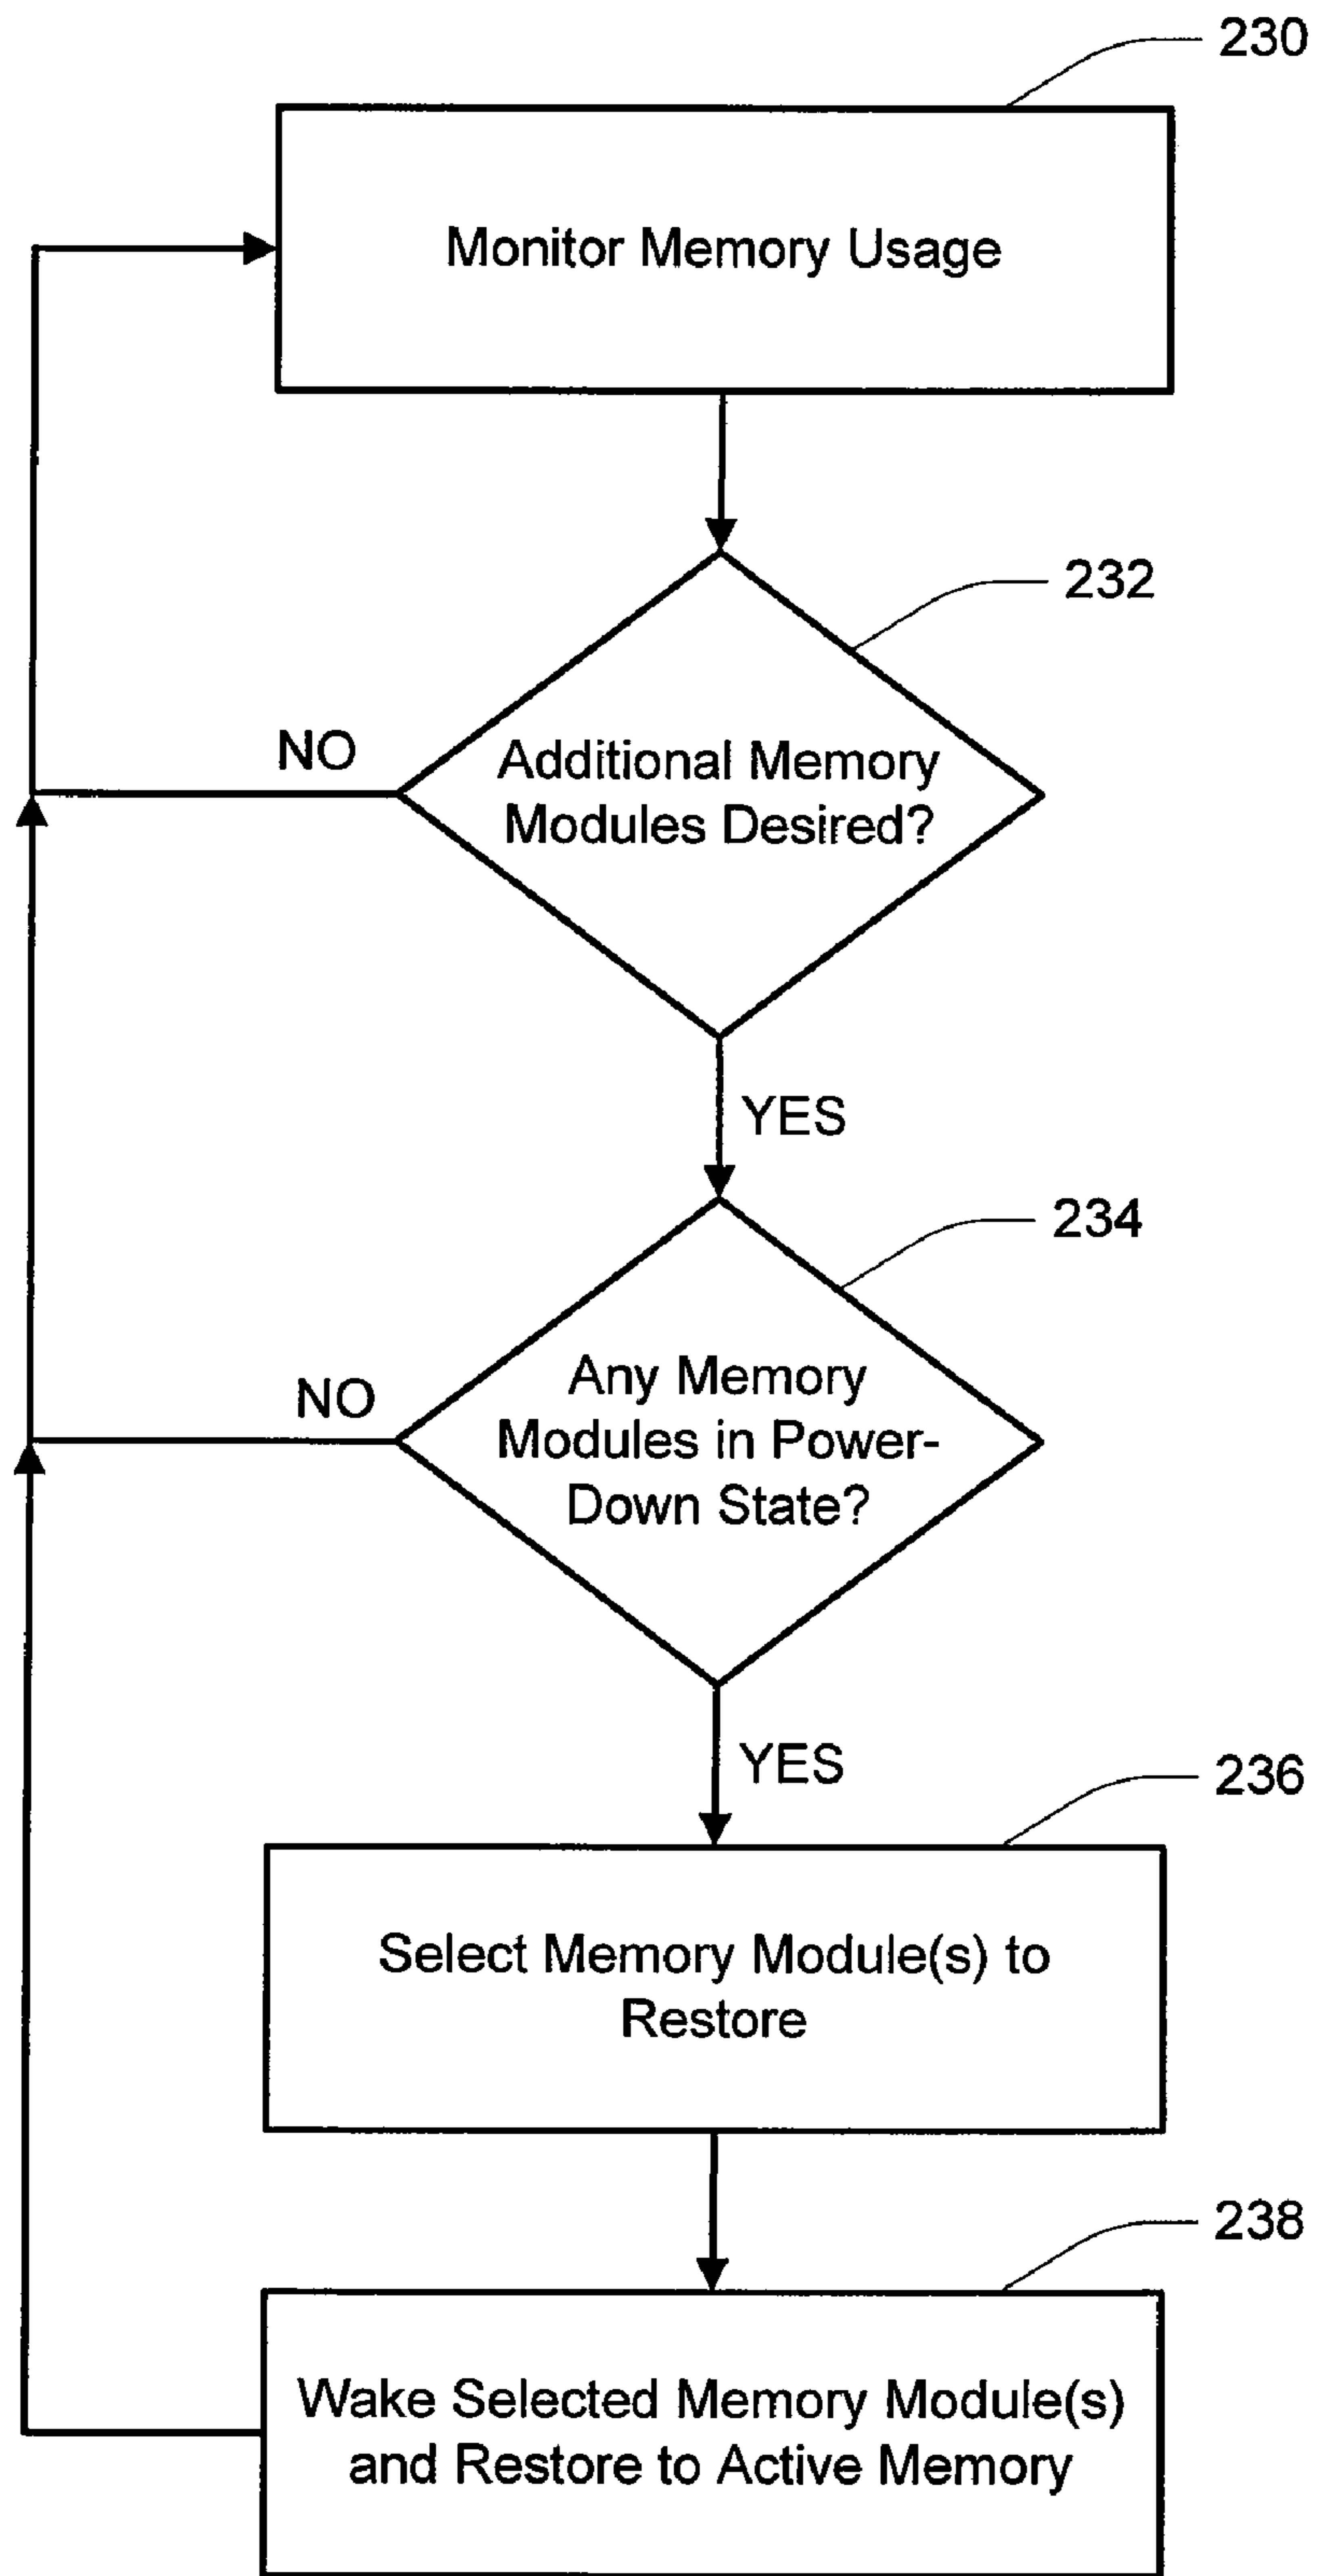 230
Monitor Memory Usage
232
NO
Additional Memory
Modules Desired?
YES
234
NO
Any Memory
Modules in Power-
Down State?
YES
236
Select Memory Module(s) to
Restore
238
Wake Selected Memory Module(s)
and Restore to Active Memory